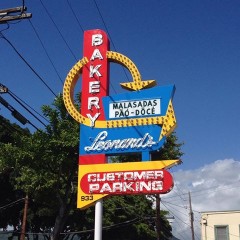 BAKERY
MALASADAS
PAO-DOCE
Leonard's
CUSTOMER
PARKING
933